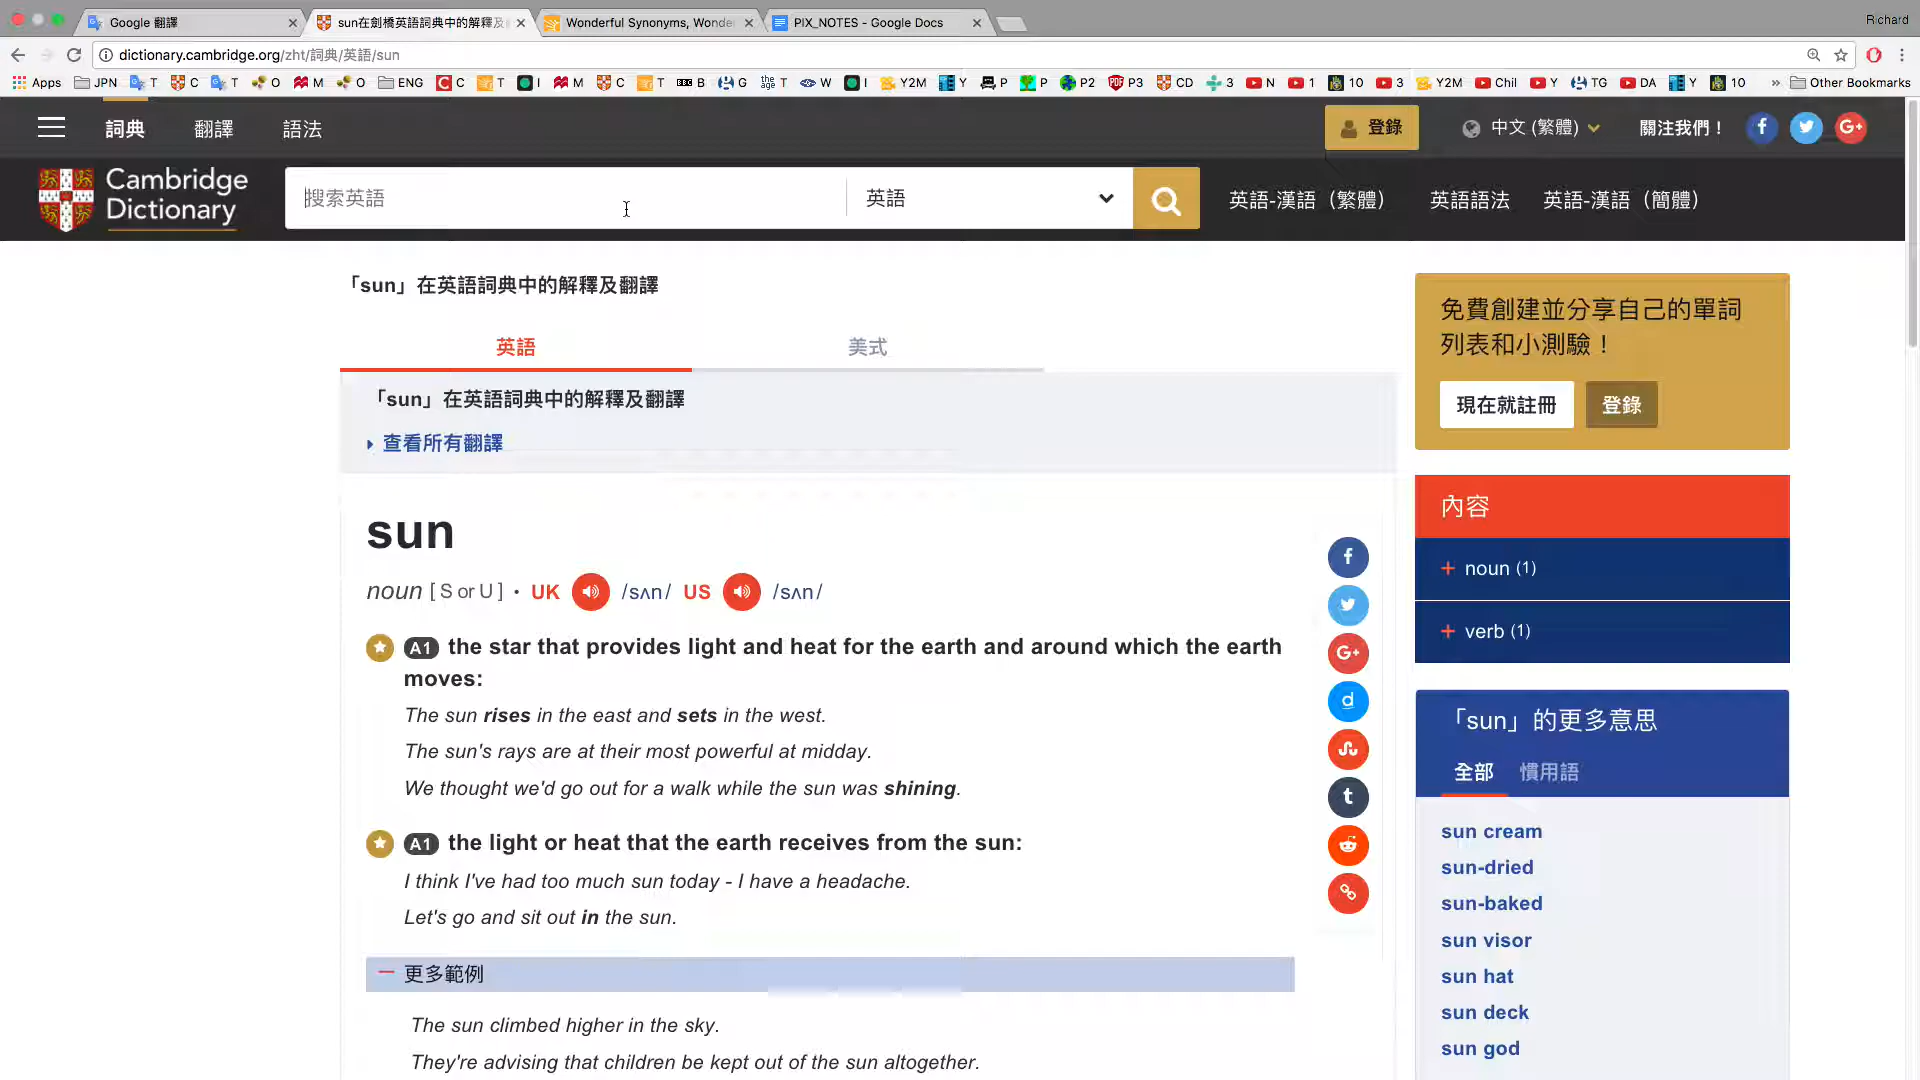 Google 翻譯
sun在劍橋英語詞典中的解釋及
Wonderful Synonyms, Wonde
PIX_NOTES - Google Docs
Richard
dictionary.cambridge.org/zht/詞典/英語/sun
Apps JPN T C T O M O ENG C T I M C T B G T W I Y2M Y P P P2 P3 CD 3 N 1 10 3 Y2M Chil Y TG DA Y 10 » Other Bookmarks
詞典 翻譯 語法
登錄
中文 (繁體)
關注我們！
Cambridge
Dictionary
搜索英語
英語
英語-漢語（繁體）
英語語法
英語-漢語（簡體）
「sun」在英語詞典中的解釋及翻譯
英語
美式
「sun」在英語詞典中的解釋及翻譯
查看所有翻譯
sun
noun [ S or U ] • UK /sʌn/ US /sʌn/
A1 the star that provides light and heat for the earth and around which the earth
moves:
The sun rises in the east and sets in the west.
The sun's rays are at their most powerful at midday.
We thought we'd go out for a walk while the sun was shining.
A1 the light or heat that the earth receives from the sun:
I think I've had too much sun today - I have a headache.
Let's go and sit out in the sun.
更多範例
The sun climbed higher in the sky.
They're advising that children be kept out of the sun altogether.
免費創建並分享自己的單詞
列表和小測驗！
現在就註冊
登錄
內容
+ noun (1)
+ verb (1)
「sun」的更多意思
全部 慣用語
sun cream
sun-dried
sun-baked
sun visor
sun hat
sun deck
sun god